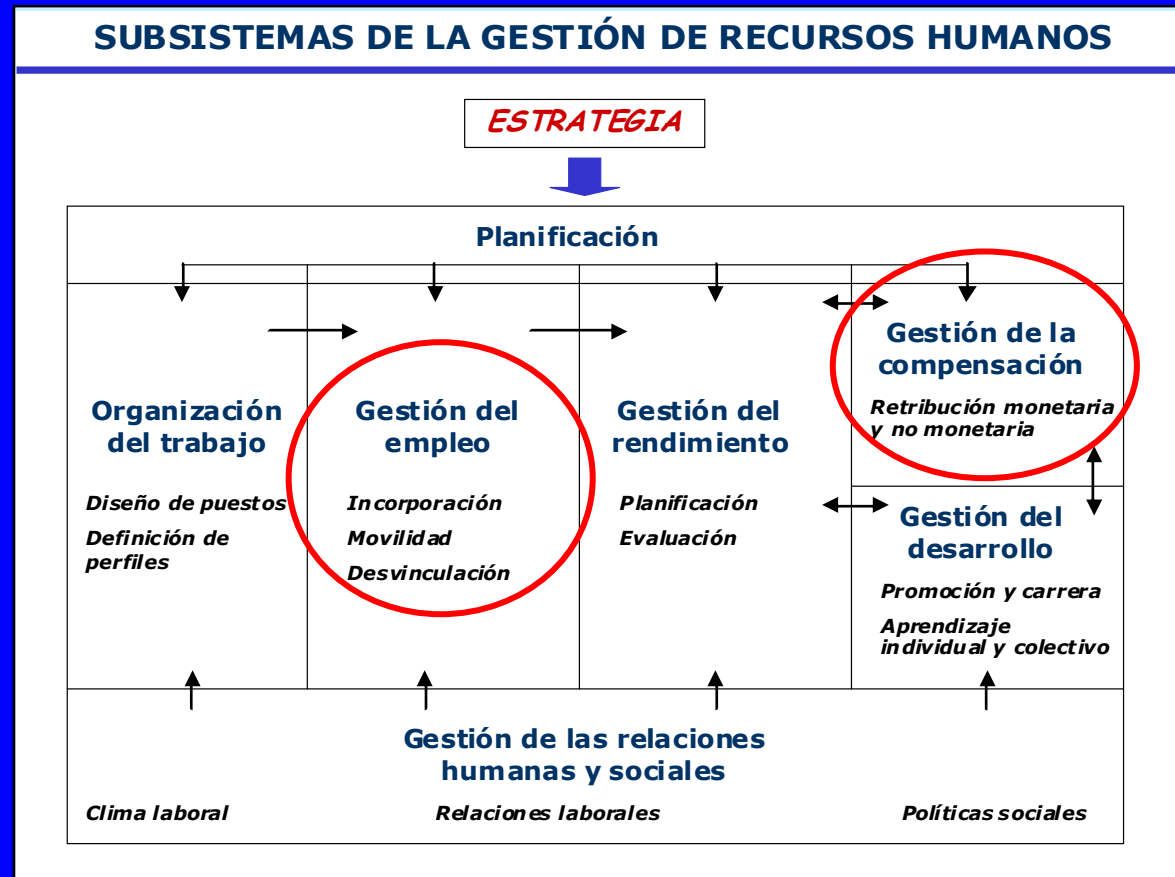 SUBSISTEMAS DE LA GESTIÓN DE RECURSOS HUMANOS
ESTRATEGIA
Planificación
Organización
del trabajo
Diseño de puestos
Definición de
perfiles
Gestión del
empleo
Incorporación
Movilidad
Desvinculación
Gestión del
rendimiento
Planificación
Evaluación
Gestión de la
compensación
Retribución monetaria
y no monetaria
Gestión del
desarrollo
Promoción y carrera
Aprendizaje
individual y colectivo
Gestión de las relaciones
humanas y sociales
Clima laboral
Relaciones laborales
Políticas sociales